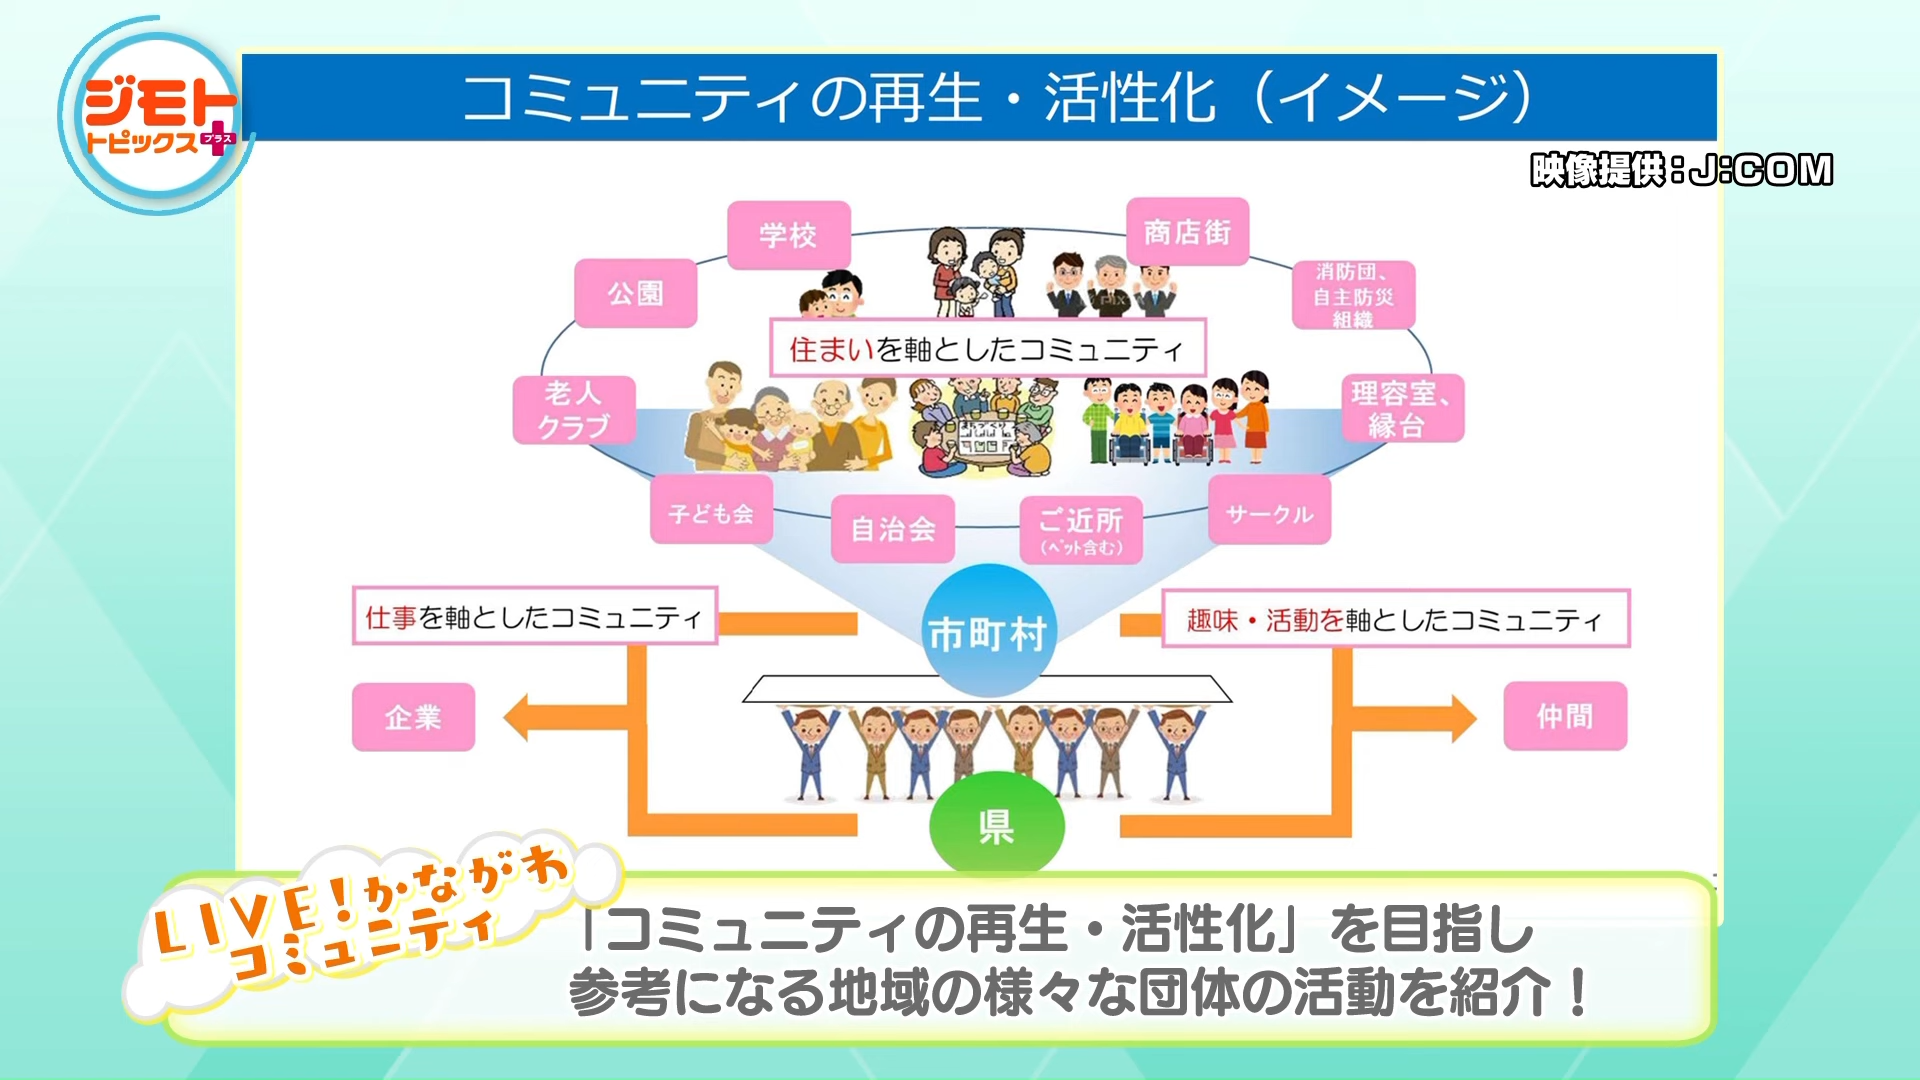 ジモト
トピックス
プラス
コミュニティの再生・活性化（イメージ）
映像提供：J:COM
学校
商店街
公園
消防団、
自主防災
組織
住まいを軸としたコミュニティ
老人
クラブ
理容室、
縁台
まちづくり
子ども会
自治会
ご近所
（ペット含む）
サークル
仕事を軸としたコミュニティ
市町村
趣味・活動を軸としたコミュニティ
企業
仲間
県
LIVE！かながわ
コミュニティ
「コミュニティの再生・活性化」を目指し
参考になる地域の様々な団体の活動を紹介！